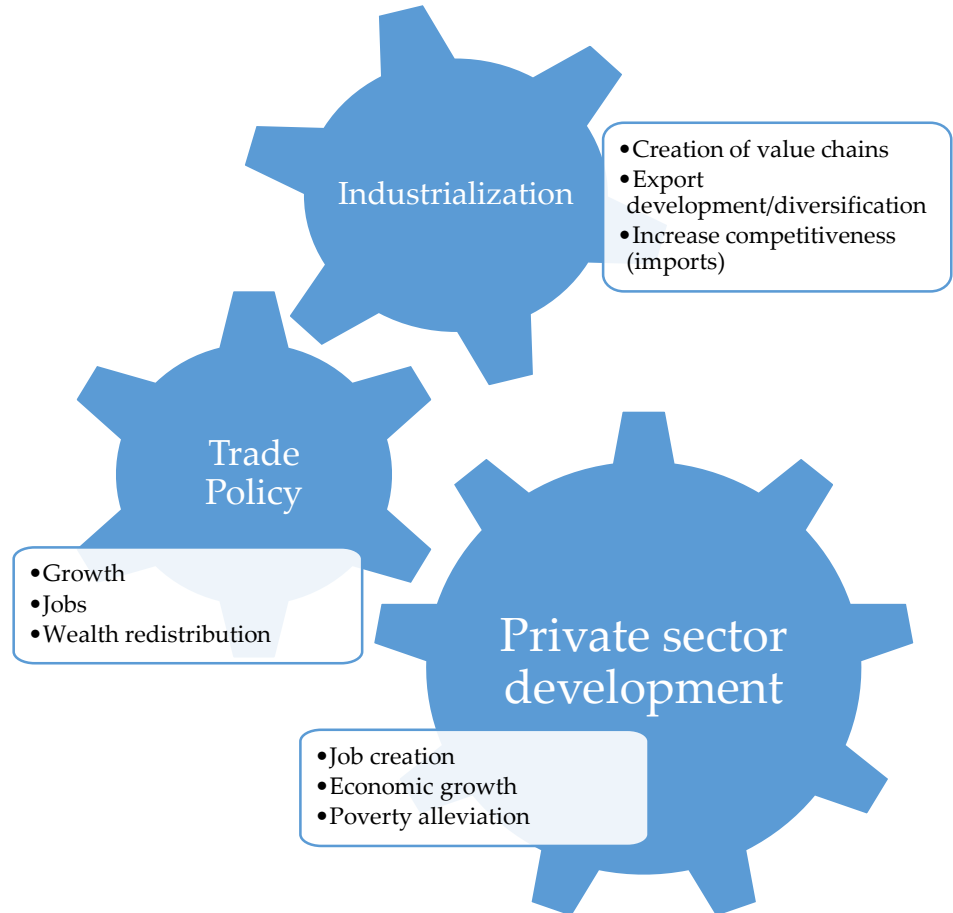 Industrialization
•Creation of value chains
•Export
development/diversification
•Increase competitiveness
(imports)
Trade
Policy
•Growth
•Jobs
•Wealth redistribution
Private sector
development
•Job creation
•Economic growth
•Poverty alleviation